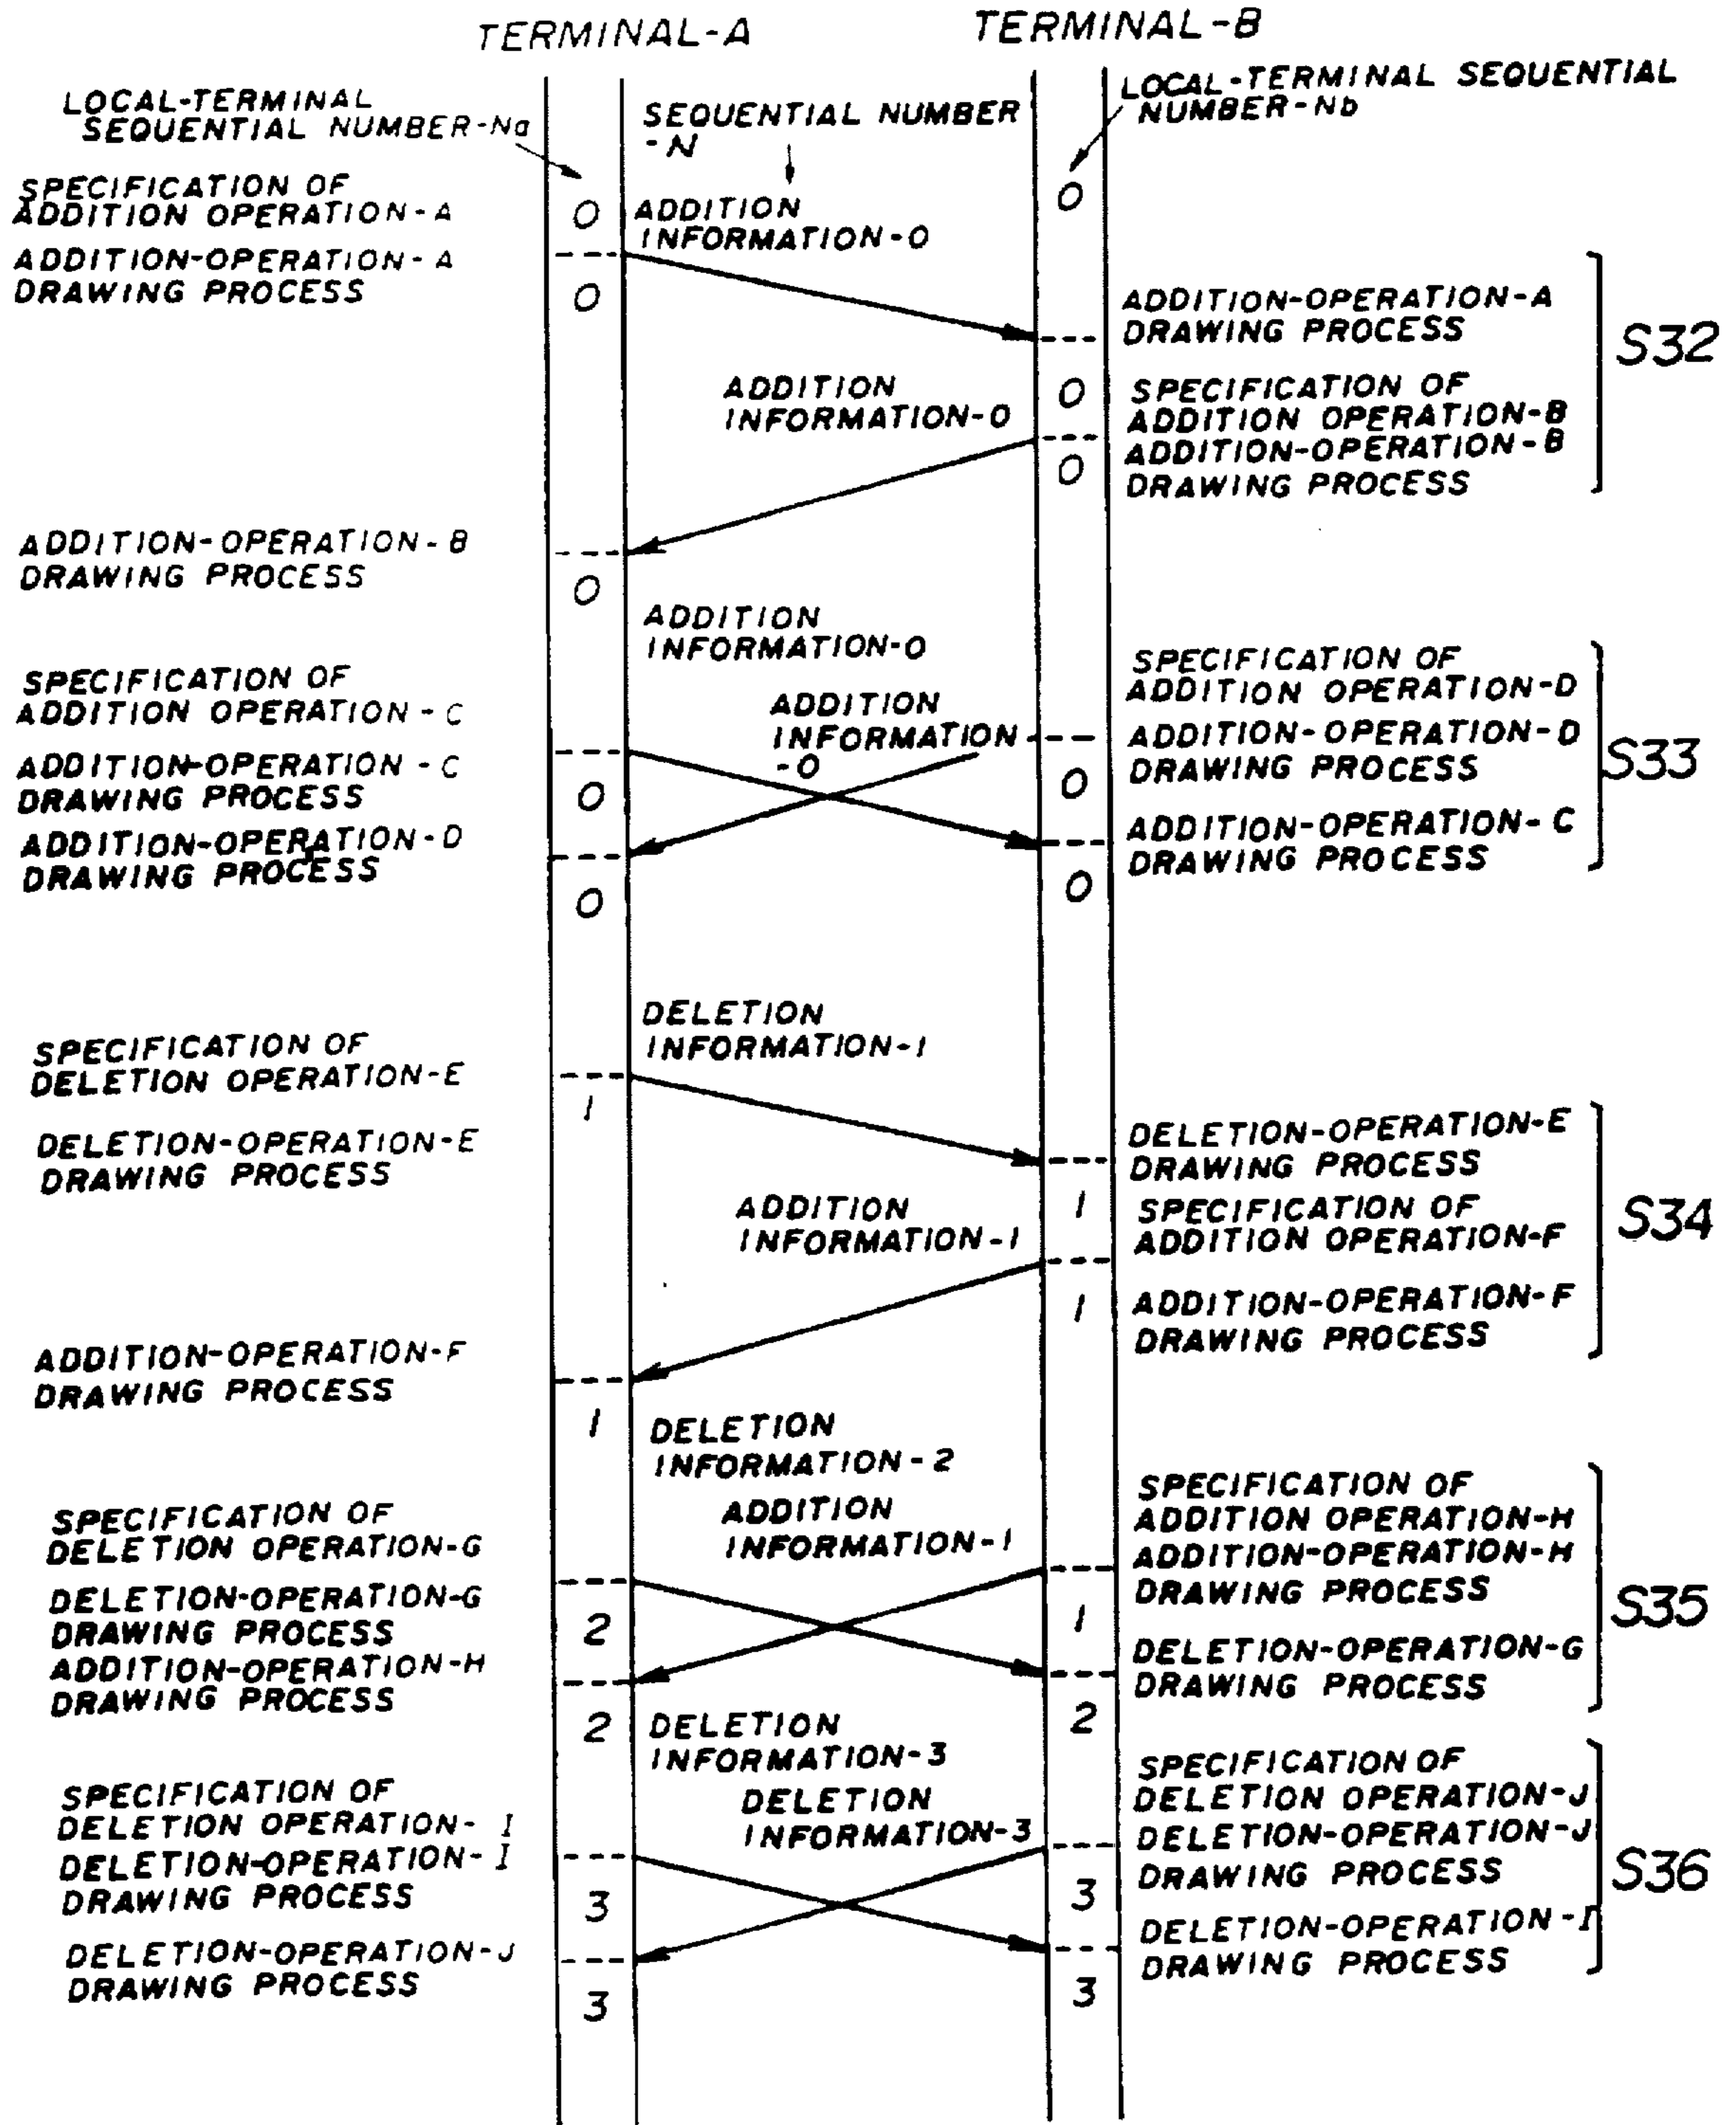 TERMINAL-A
TERMINAL-B
LOCAL-TERMINAL
SEQUENTIAL NUMBER-Na
SEQUENTIAL NUMBER
-N
LOCAL-TERMINAL SEQUENTIAL
NUMBER-Nb
SPECIFICATION OF
ADDITION OPERATION-A
0
ADDITION
INFORMATION-0
0
ADDITION-OPERATION-A
DRAWING PROCESS
0
ADDITION-OPERATION-A
DRAWING PROCESS
S32
ADDITION
INFORMATION-0
0
SPECIFICATION OF
ADDITION OPERATION-B
ADDITION-OPERATION-B
DRAWING PROCESS
0
ADDITION-OPERATION-B
DRAWING PROCESS
0
ADDITION
INFORMATION-0
SPECIFICATION OF
ADDITION OPERATION-C
ADDITION
INFORMATION
-0
SPECIFICATION OF
ADDITION OPERATION-D
ADDITION-OPERATION-D
DRAWING PROCESS
S33
ADDITION-OPERATION-C
DRAWING PROCESS
0
0
ADDITION-OPERATION-D
DRAWING PROCESS
0
ADDITION-OPERATION-C
DRAWING PROCESS
0
DELETION
INFORMATION-1
SPECIFICATION OF
DELETION OPERATION-E
1
DELETION-OPERATION-E
DRAWING PROCESS
DELETION-OPERATION-E
DRAWING PROCESS
S34
ADDITION
INFORMATION-1
1
SPECIFICATION OF
ADDITION OPERATION-F
1
ADDITION-OPERATION-F
DRAWING PROCESS
ADDITION-OPERATION-F
DRAWING PROCESS
1
DELETION
INFORMATION-2
SPECIFICATION OF
DELETION OPERATION-G
ADDITION
INFORMATION-1
SPECIFICATION OF
ADDITION OPERATION-H
ADDITION-OPERATION-H
DRAWING PROCESS
S35
DELETION-OPERATION-G
DRAWING PROCESS
2
1
ADDITION-OPERATION-H
DRAWING PROCESS
2
DELETION-OPERATION-G
DRAWING PROCESS
2
DELETION
INFORMATION-3
SPECIFICATION OF
DELETION OPERATION-I
DELETION
INFORMATION-3
SPECIFICATION OF
DELETION OPERATION-J
DELETION-OPERATION-J
DRAWING PROCESS
S36
DELETION-OPERATION-I
DRAWING PROCESS
3
3
DELETION-OPERATION-J
DRAWING PROCESS
3
DELETION-OPERATION-I
DRAWING PROCESS
3